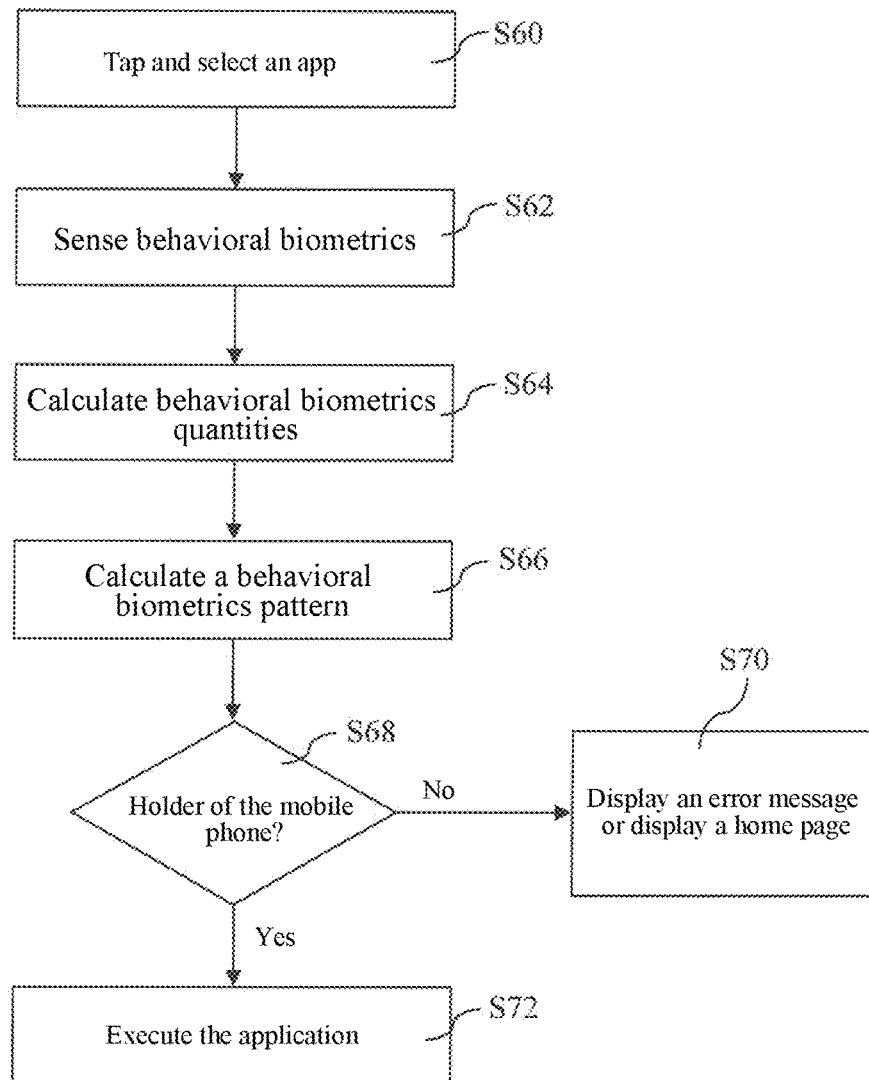 S60
Tap and select an app
S62
Sense behavioral biometrics
S64
Calculate behavioral biometrics
quantities
S66
Calculate a behavioral
biometrics pattern
S68
Holder of the mobile
phone?
No
S70
Display an error message
or display a home page
Yes
S72
Execute the application